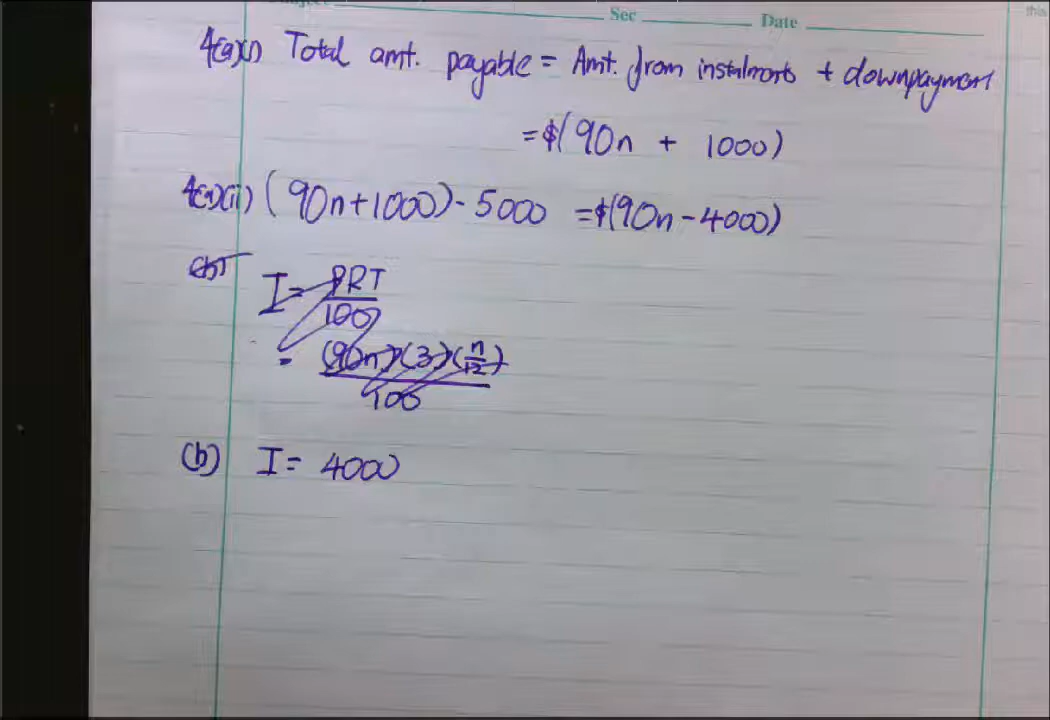 Sec Date
this
4(a)(i) Total amt. payable = Amt. from instalments + downpayment
= $(90n + 1000)
4(a)(ii) (90n+1000) - 5000 = $(90n - 4000)
(b)
I = PRT/100
= (90n)(3)(n/12)/100
(b) I = 4000